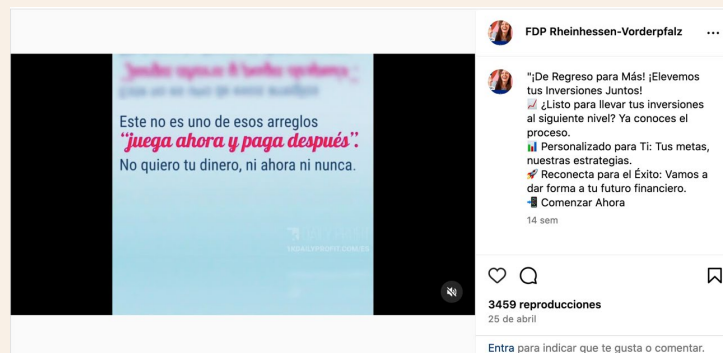 Este no es uno de esos arreglos
“juega ahora y paga después”.
No quiero tu dinero, ni ahora ni nunca.
FDP Rheinhessen-Vorderpfalz
"¡De Regreso para Más! ¡Elevemos
tus Inversiones Juntos!
📈 ¿Listo para llevar tus inversiones
al siguiente nivel? Ya conoces el
proceso.
📊 Personalizado para Ti: Tus metas,
nuestras estrategias.
🚀 Reconecta para el Éxito: Vamos a
dar forma a tu futuro financiero.
📲 Comenzar Ahora
14 sem
3459 reproducciones
25 de abril
Entra para indicar que te gusta o comentar.